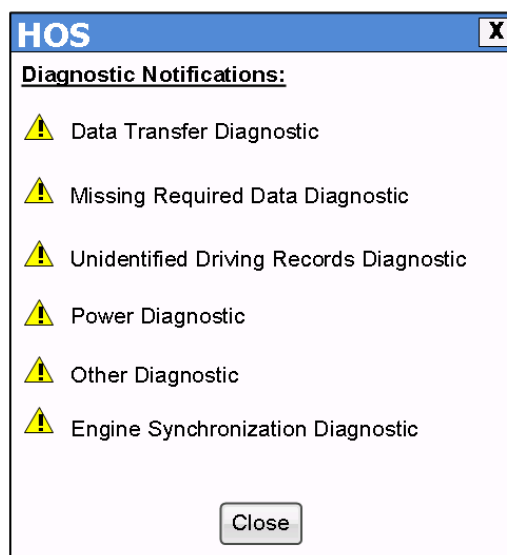 HOS
X
Diagnostic Notifications:
Data Transfer Diagnostic
Missing Required Data Diagnostic
Unidentified Driving Records Diagnostic
Power Diagnostic
Other Diagnostic
Engine Synchronization Diagnostic
Close